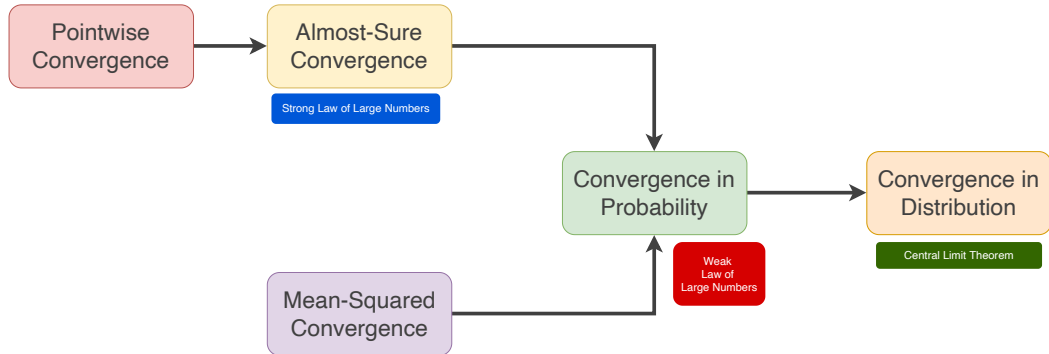 Pointwise
Convergence
Almost-Sure
Convergence
Strong Law of Large Numbers
Convergence in
Probability
Convergence in
Distribution
Weak
Law of
Large Numbers
Central Limit Theorem
Mean-Squared
Convergence